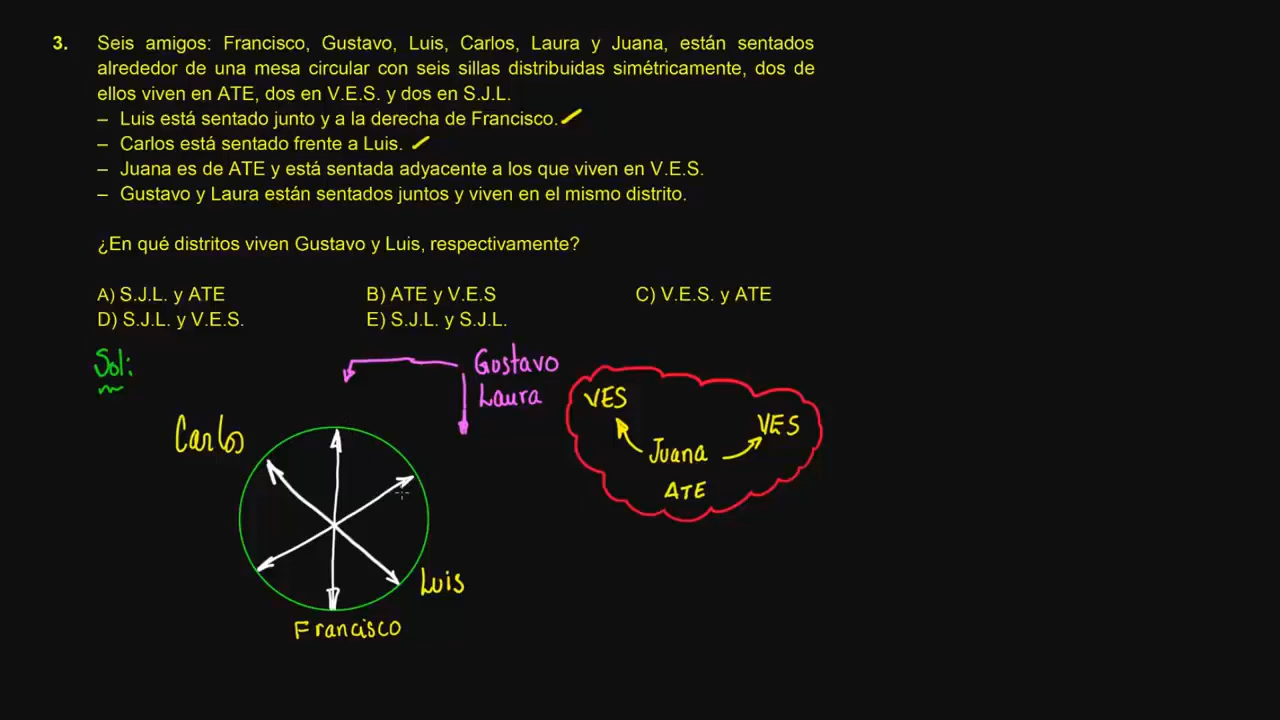 3. Seis amigos: Francisco, Gustavo, Luis, Carlos, Laura y Juana, están sentados
alrededor de una mesa circular con seis sillas distribuidas simétricamente, dos de
ellos viven en ATE, dos en V.E.S. y dos en S.J.L.
– Luis está sentado junto y a la derecha de Francisco.
– Carlos está sentado frente a Luis.
– Juana es de ATE y está sentada adyacente a los que viven en V.E.S.
– Gustavo y Laura están sentados juntos y viven en el mismo distrito.
¿En qué distritos viven Gustavo y Luis, respectivamente?
A) S.J.L. y ATE B) ATE y V.E.S C) V.E.S. y ATE
D) S.J.L. y V.E.S. E) S.J.L. y S.J.L.
Sol:
Gustavo
Laura
VES
VES
Juana
ATE
Carlos
Luis
Francisco